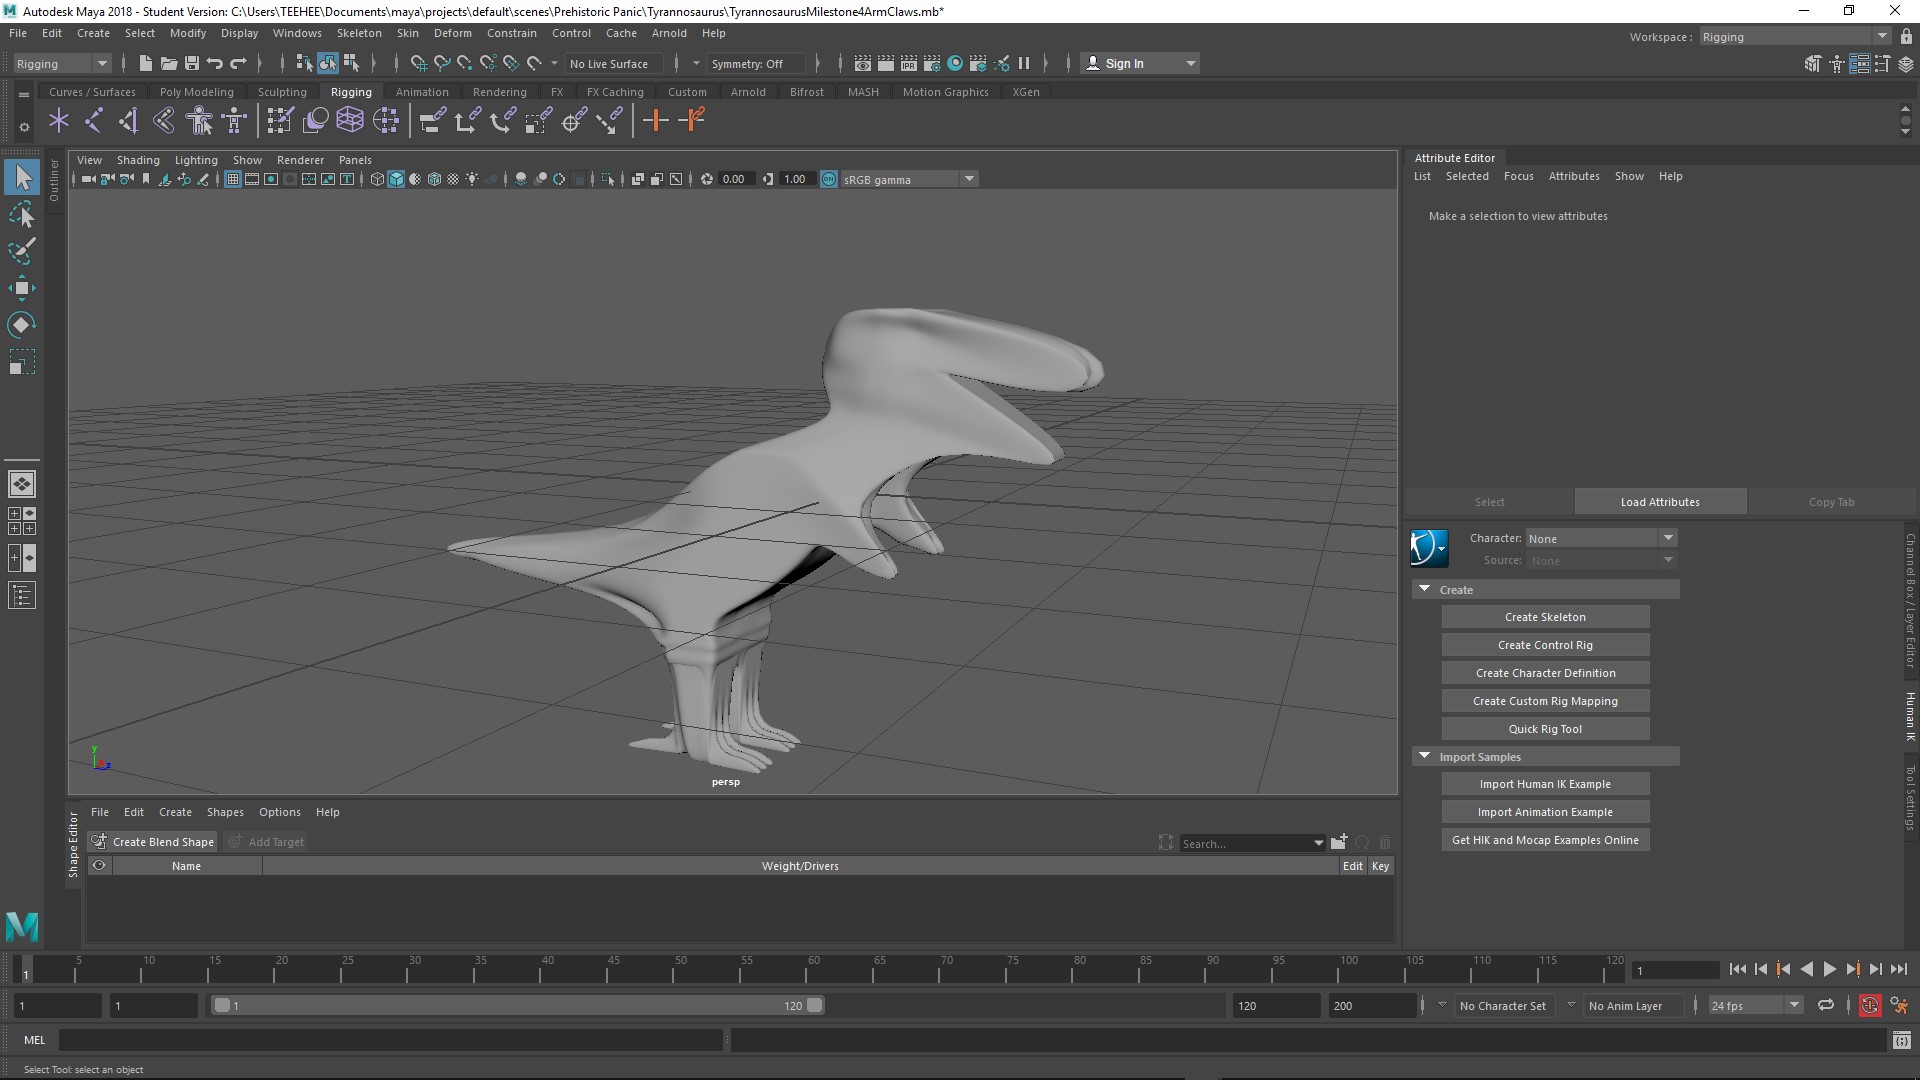 Autodesk Maya 2018 - Student Version: C:\Users\TEEHEE\Documents\maya\projects\default\scenes\Prehistoric Panic\Tyrannosaurus\TyrannosaurusMilestone4ArmClaws.mb*
File Edit Create Select Modify Display Windows Skeleton Skin Deform Constrain Control Cache Arnold Help
Workspace : Rigging
Rigging No Live Surface Symmetry: Off IPR Sign In
Curves / Surfaces Poly Modeling Sculpting Rigging Animation Rendering FX FX Caching Custom Arnold Bifrost MASH Motion Graphics XGen
Outliner
View Shading Lighting Show Renderer Panels
0.00 1.00 ON sRGB gamma
Attribute Editor
List Selected Focus Attributes Show Help
Make a selection to view attributes
Select Load Attributes Copy Tab
Character: None
Source: None
Create
Create Skeleton
Create Control Rig
Create Character Definition
Create Custom Rig Mapping
Quick Rig Tool
Import Samples
Import Human IK Example
Import Animation Example
Get HIK and Mocap Examples Online
Channel Box / Layer Editor
Human IK
Tool Settings
y
z
persp
Shape Editor
File Edit Create Shapes Options Help
Create Blend Shape Add Target Search...
Name Weight/Drivers Edit Key
1 5 10 15 20 25 30 35 40 45 50 55 60 65 70 75 80 85 90 95 100 105 110 115 120 1
1 1 1 120 120 200 No Character Set No Anim Layer 24 fps
MEL
Select Tool: select an object